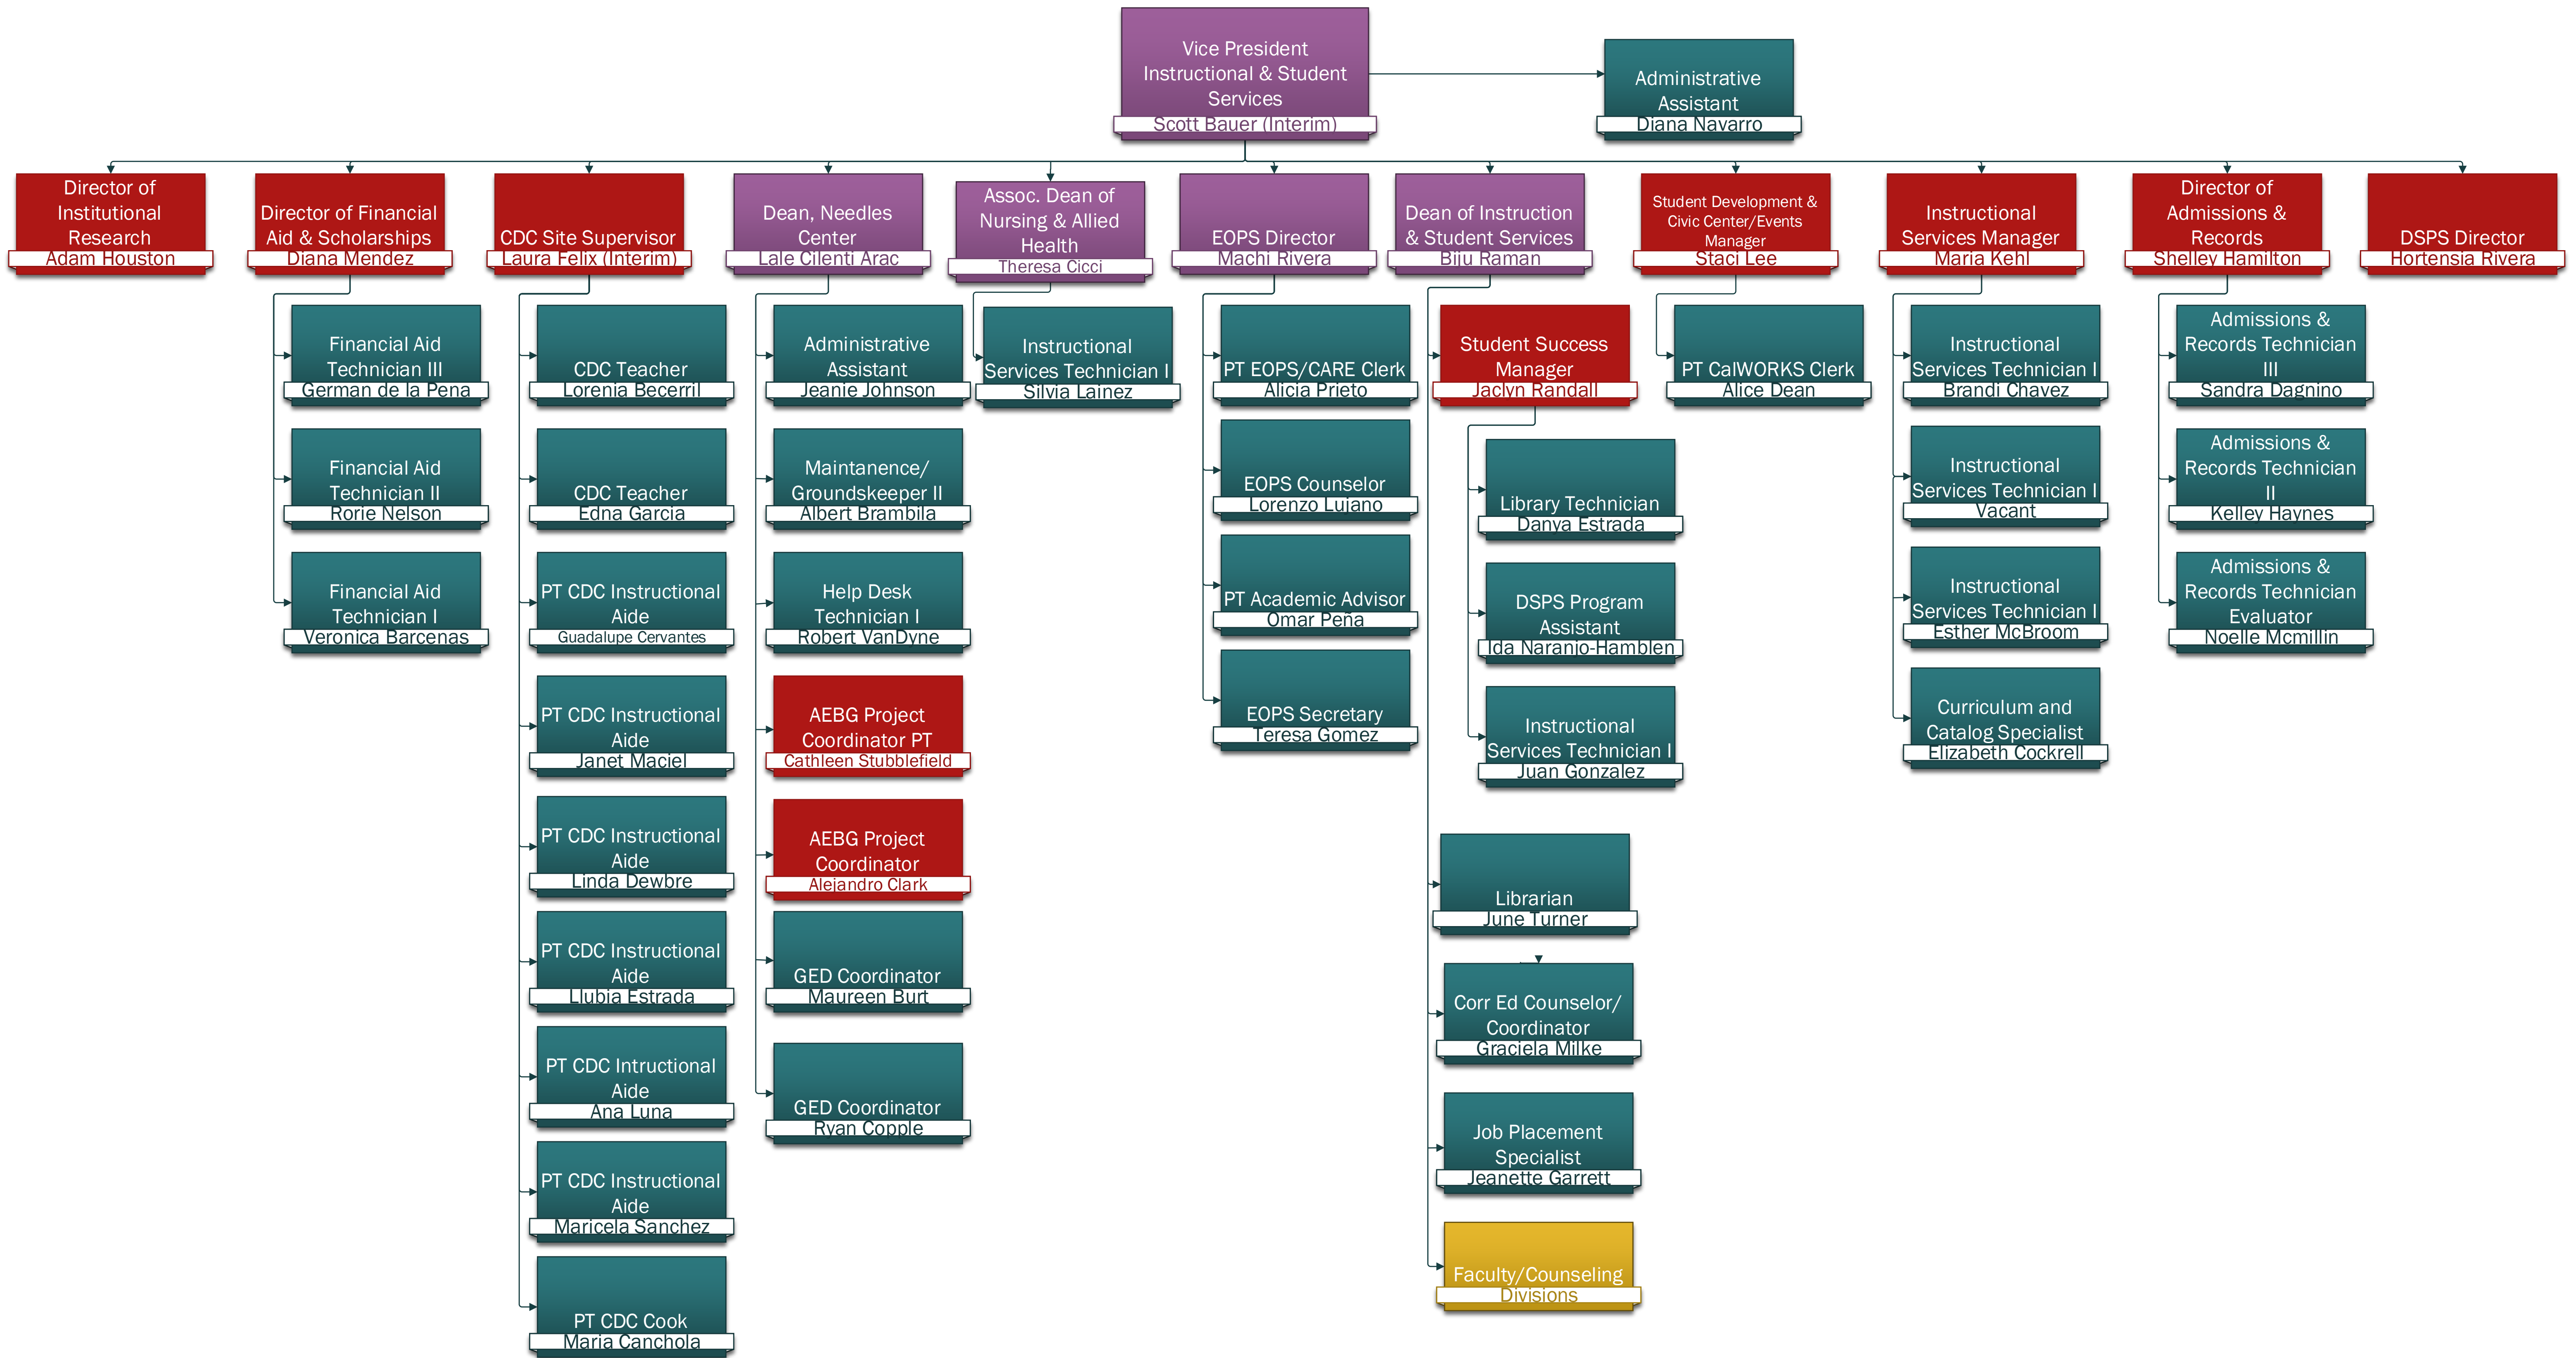 Vice President
Instructional & Student
Services
Scott Bauer (Interim)
Administrative
Assistant
Diana Navarro
Director of
Institutional
Research
Adam Houston
Director of Financial
Aid & Scholarships
Diana Mendez
CDC Site Supervisor
Laura Felix (Interim)
Dean, Needles
Center
Lale Cilenti Arac
Assoc. Dean of
Nursing & Allied
Health
Theresa Cicci
EOPS Director
Machi Rivera
Dean of Instruction
& Student Services
Biju Raman
Student Development &
Civic Center/Events
Manager
Staci Lee
Instructional
Services Manager
Maria Kehl
Director of
Admissions &
Records
Shelley Hamilton
DSPS Director
Hortensia Rivera
Financial Aid
Technician III
German de la Pena
Financial Aid
Technician II
Rorie Nelson
Financial Aid
Technician I
Veronica Barcenas
CDC Teacher
Lorenia Becerril
CDC Teacher
Edna Garcia
PT CDC Instructional
Aide
Guadalupe Cervantes
PT CDC Instructional
Aide
Janet Maciel
PT CDC Instructional
Aide
Linda Dewbre
PT CDC Instructional
Aide
Llubia Estrada
PT CDC Intructional
Aide
Ana Luna
PT CDC Instructional
Aide
Maricela Sanchez
PT CDC Cook
Maria Canchola
Administrative
Assistant
Jeanie Johnson
Maintanence/
Groundskeeper II
Albert Brambila
Help Desk
Technician I
Robert VanDyne
AEBG Project
Coordinator PT
Cathleen Stubblefield
AEBG Project
Coordinator
Alejandro Clark
GED Coordinator
Maureen Burt
GED Coordinator
Ryan Copple
Instructional
Services Technician I
Silvia Lainez
PT EOPS/CARE Clerk
Alicia Prieto
EOPS Counselor
Lorenzo Lujano
PT Academic Advisor
Omar Peña
EOPS Secretary
Teresa Gomez
Student Success
Manager
Jaclyn Randall
Library Technician
Danya Estrada
DSPS Program
Assistant
Ida Naranjo-Hamblen
Instructional
Services Technician I
Juan Gonzalez
Librarian
June Turner
Corr Ed Counselor/
Coordinator
Graciela Milke
Job Placement
Specialist
Jeanette Garrett
Faculty/Counseling
Divisions
PT CalWORKS Clerk
Alice Dean
Instructional
Services Technician I
Brandi Chavez
Instructional
Services Technician I
Vacant
Instructional
Services Technician I
Esther McBroom
Curriculum and
Catalog Specialist
Elizabeth Cockrell
Admissions &
Records Technician
III
Sandra Dagnino
Admissions &
Records Technician
II
Kelley Haynes
Admissions &
Records Technician
Evaluator
Noelle Mcmillin